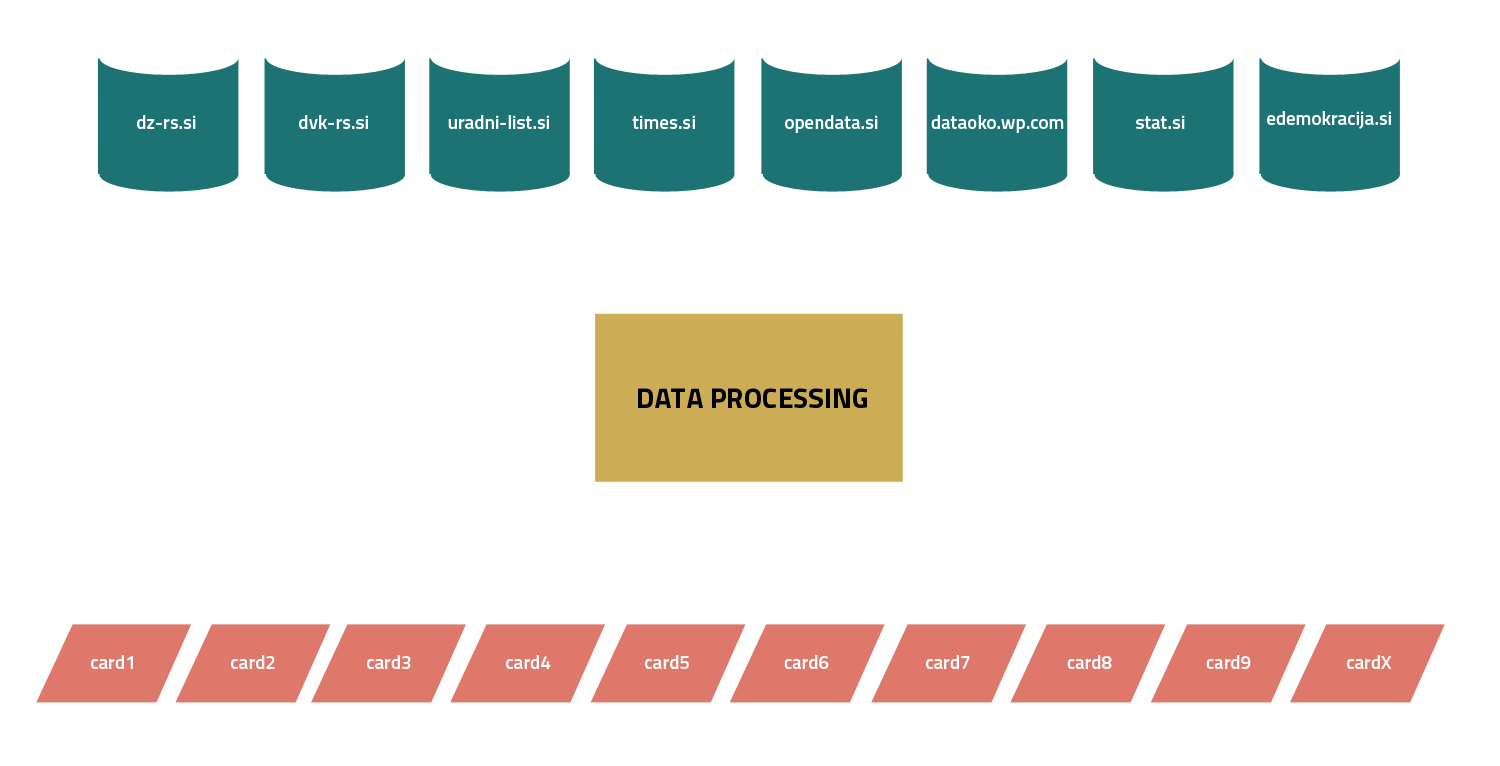 dz-rs.si
dvk-rs.si
uradni-list.si
times.si
opendata.si
dataoko.wp.com
stat.si
edemokracija.si
DATA PROCESSING
card1
card2
card3
card4
card5
card6
card7
card8
card9
cardX